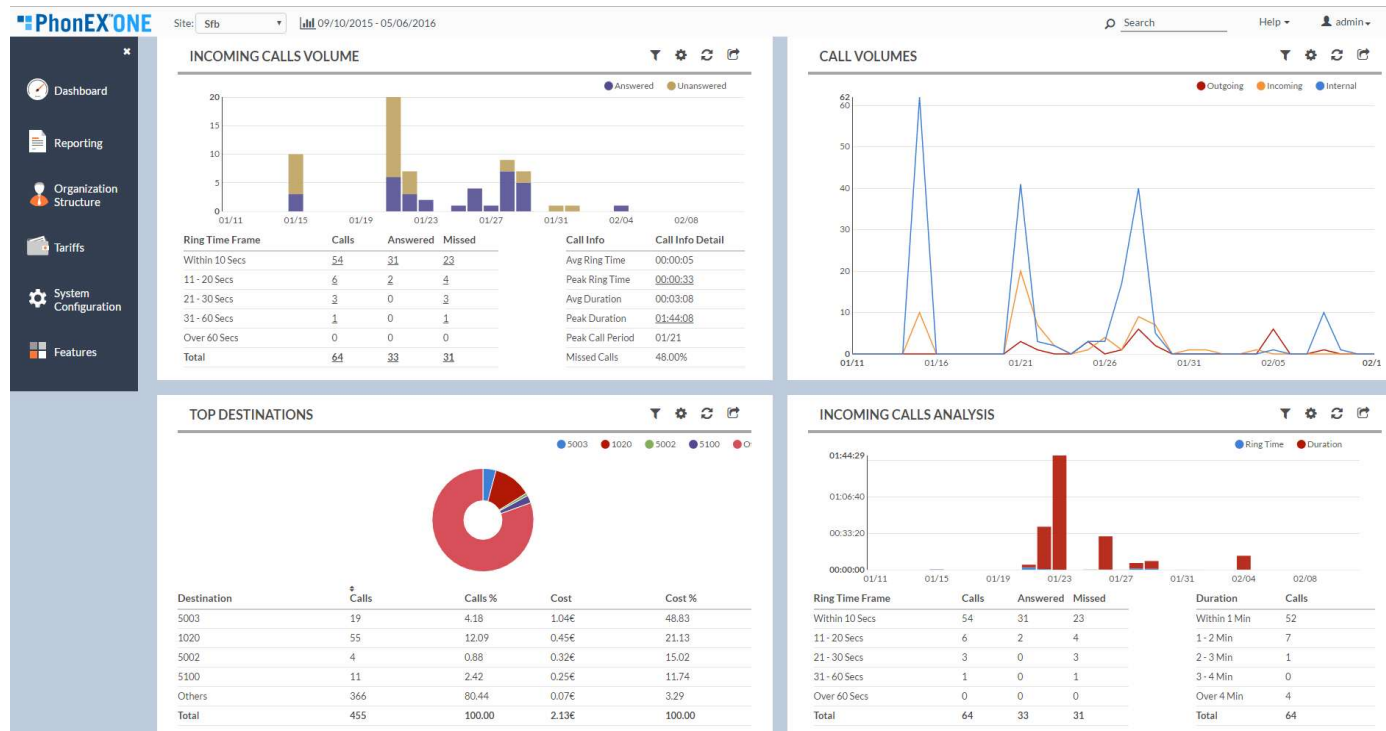 PhonEX ONE Site: Sfb 09/10/2015 - 05/06/2016 Search Help admin
Dashboard
Reporting
Organization
Structure
Tariffs
System
Configuration
Features
INCOMING CALLS VOLUME
Answered Unanswered
20
15
10
5
0
01/11 01/15 01/19 01/23 01/27 01/31 02/04 02/08
Ring Time Frame Calls Answered Missed
Within 10 Secs 54 31 23
11 - 20 Secs 6 2 4
21 - 30 Secs 3 0 3
31 - 60 Secs 1 0 1
Over 60 Secs 0 0 0
Total 64 33 31
Call Info Call Info Detail
Avg Ring Time 00:00:05
Peak Ring Time 00:00:33
Avg Duration 00:03:08
Peak Duration 01:44:08
Peak Call Period 01/21
Missed Calls 48.00%
CALL VOLUMES
Outgoing Incoming Internal
62
60
50
40
30
20
10
0
01/11 01/16 01/21 01/26 01/31 02/05 02/1
TOP DESTINATIONS
5003 1020 5002 5100 O
Destination Calls Calls % Cost Cost %
5003 19 4.18 1.04€ 48.83
1020 55 12.09 0.45€ 21.13
5002 4 0.88 0.32€ 15.02
5100 11 2.42 0.25€ 11.74
Others 366 80.44 0.07€ 3.29
Total 455 100.00 2.13€ 100.00
INCOMING CALLS ANALYSIS
Ring Time Duration
01:44:29
01:06:40
00:33:20
00:00:00
01/11 01/15 01/19 01/23 01/27 01/31 02/04 02/08
Ring Time Frame Calls Answered Missed
Within 10 Secs 54 31 23
11 - 20 Secs 6 2 4
21 - 30 Secs 3 0 3
31 - 60 Secs 1 0 1
Over 60 Secs 0 0 0
Total 64 33 31
Duration Calls
Within 1 Min 52
1 - 2 Min 7
2 - 3 Min 1
3 - 4 Min 0
Over 4 Min 4
Total 64